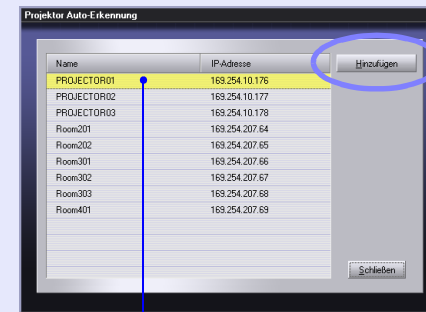 Projektor Auto-Erkennung
Name IP-Adresse Hinzufügen
PROJECTOR01 169.254.10.176
PROJECTOR02 169.254.10.177
PROJECTOR03 169.254.10.178
Room201 169.254.207.64
Room202 169.254.207.65
Room301 169.254.207.66
Room302 169.254.207.67
Room303 169.254.207.68
Room401 169.254.207.69
Schließen